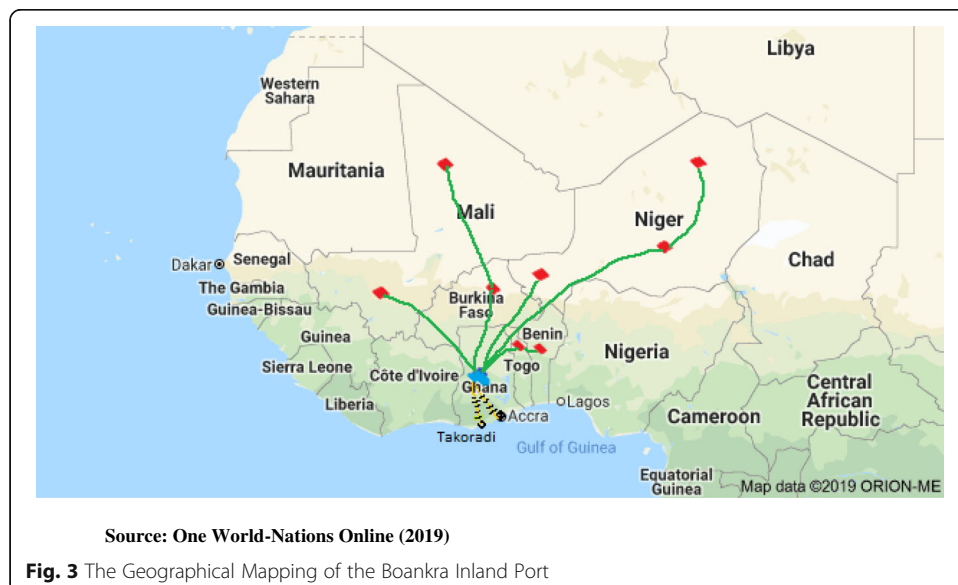 Libya
Western
Sahara
Mauritania
Mali
Niger
Chad
Dakar
Senegal
The Gambia
Guinea-Bissau
Burkina
Faso
Guinea
Benin
Nigeria
Sierra Leone
Côte d'Ivoire
Togo
Ghana
Liberia
Accra
Lagos
Central
African
Republic
Cameroon
Takoradi
Gulf of Guinea
Equatorial
Guinea
Map data ©2019 ORION-ME
Source: One World-Nations Online (2019)
Fig. 3 The Geographical Mapping of the Boankra Inland Port